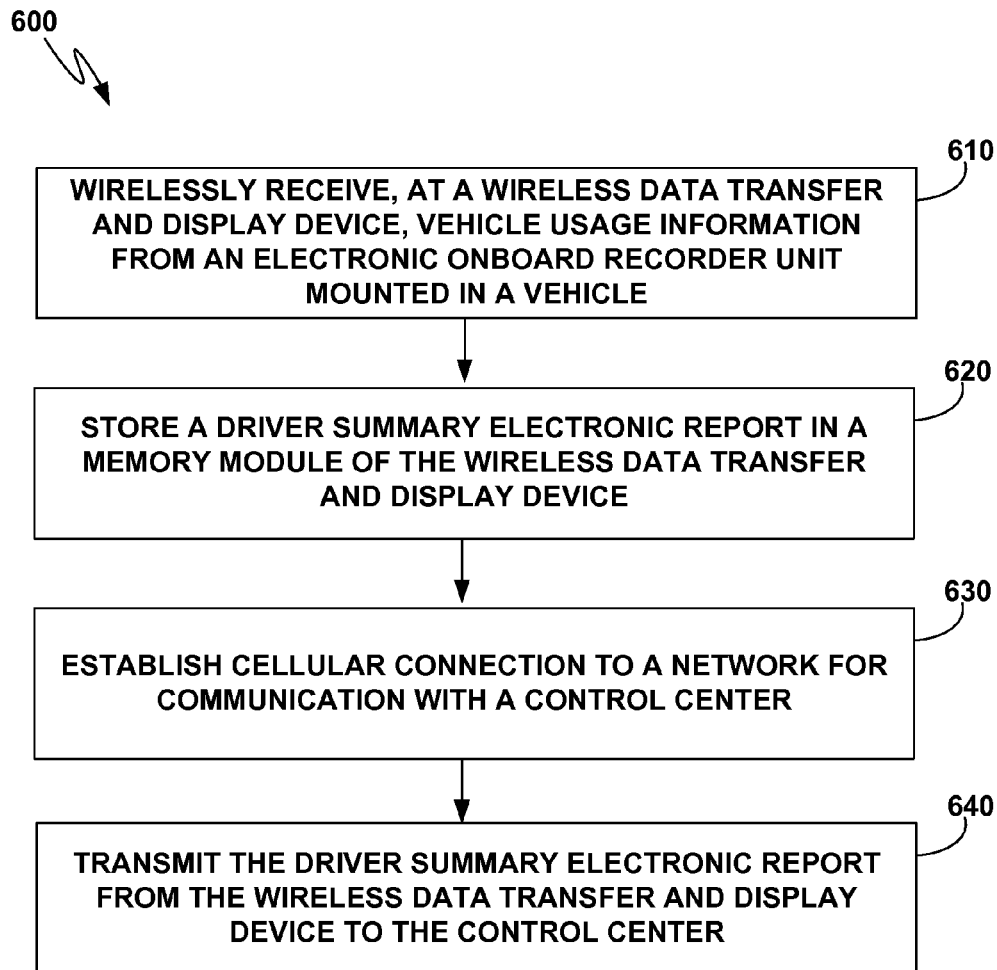 600
610
WIRELESSLY RECEIVE, AT A WIRELESS DATA TRANSFER
AND DISPLAY DEVICE, VEHICLE USAGE INFORMATION
FROM AN ELECTRONIC ONBOARD RECORDER UNIT
MOUNTED IN A VEHICLE
620
STORE A DRIVER SUMMARY ELECTRONIC REPORT IN A
MEMORY MODULE OF THE WIRELESS DATA TRANSFER
AND DISPLAY DEVICE
630
ESTABLISH CELLULAR CONNECTION TO A NETWORK FOR
COMMUNICATION WITH A CONTROL CENTER
640
TRANSMIT THE DRIVER SUMMARY ELECTRONIC REPORT
FROM THE WIRELESS DATA TRANSFER AND DISPLAY
DEVICE TO THE CONTROL CENTER